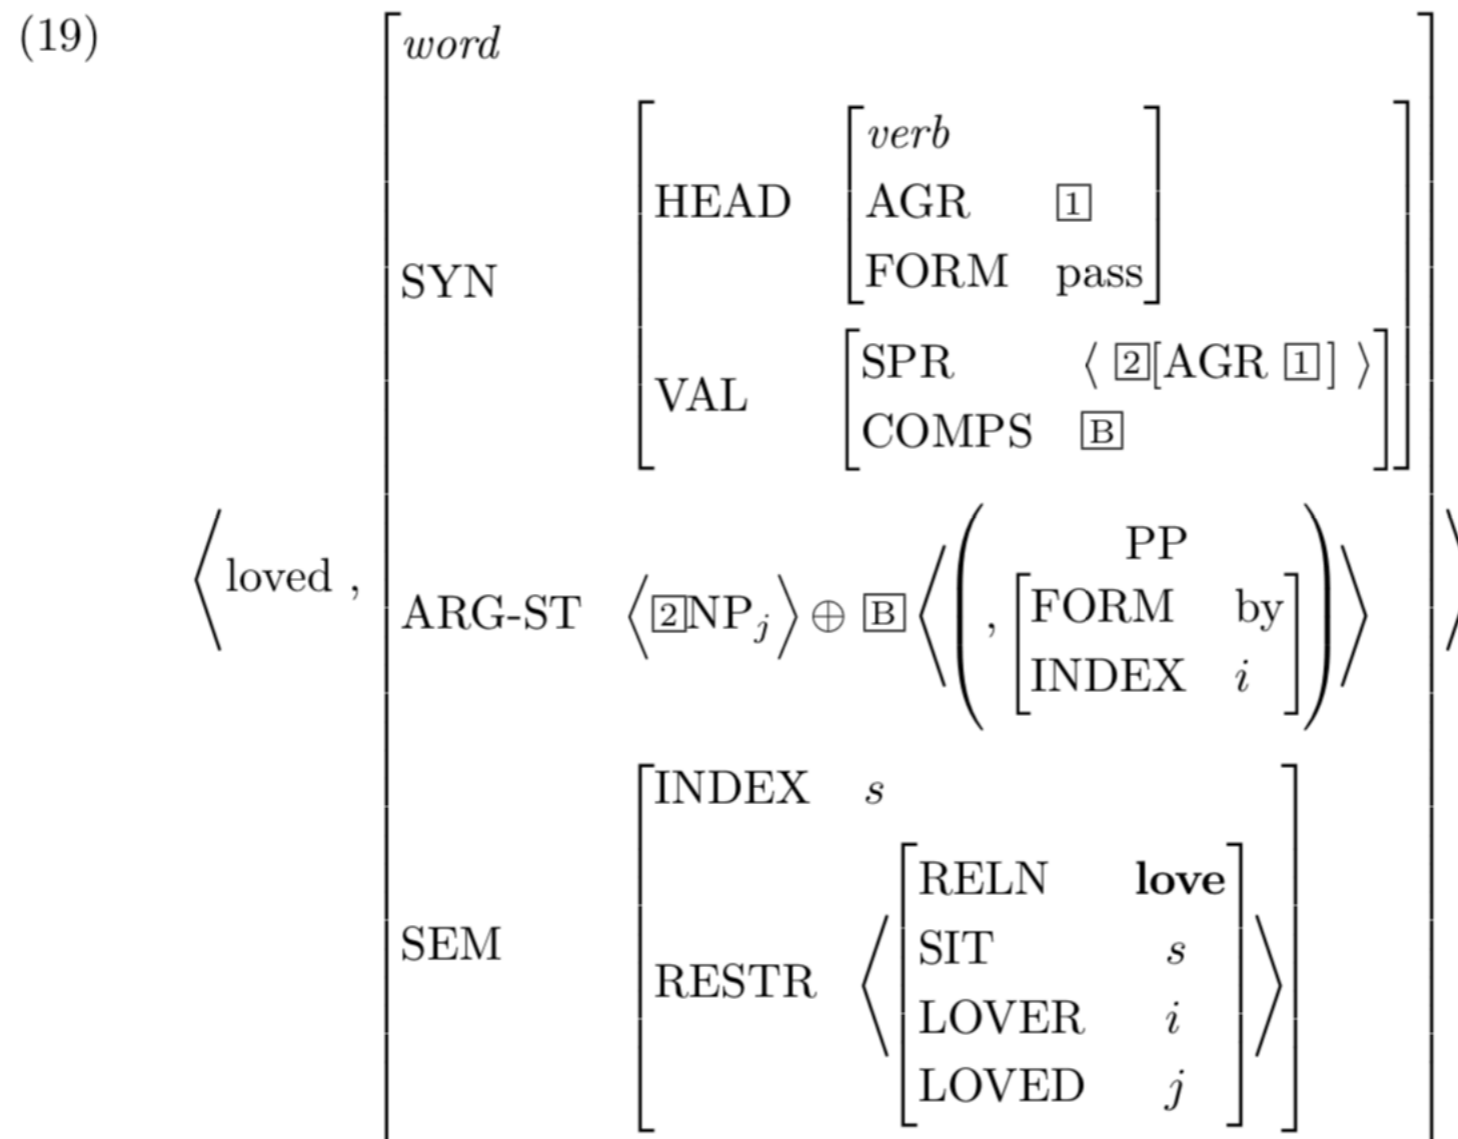 (19)
word
verb
HEAD AGR 1
FORM pass
SYN
SPR ⟨ 2[AGR 1] ⟩
VAL
COMPS B
PP
⟨loved ,
FORM by
ARG-ST ⟨2NP_j⟩ ⊕ B⟨( , INDEX i )⟩
INDEX s
RELN love
SEM
SIT s
RESTR ⟨ ⟩
LOVER i
LOVED j